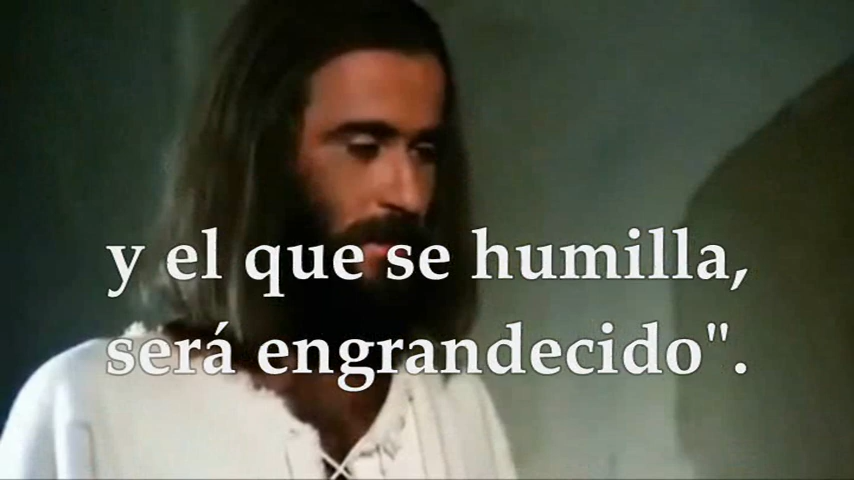 y el que se humilla,
será engrandecido".